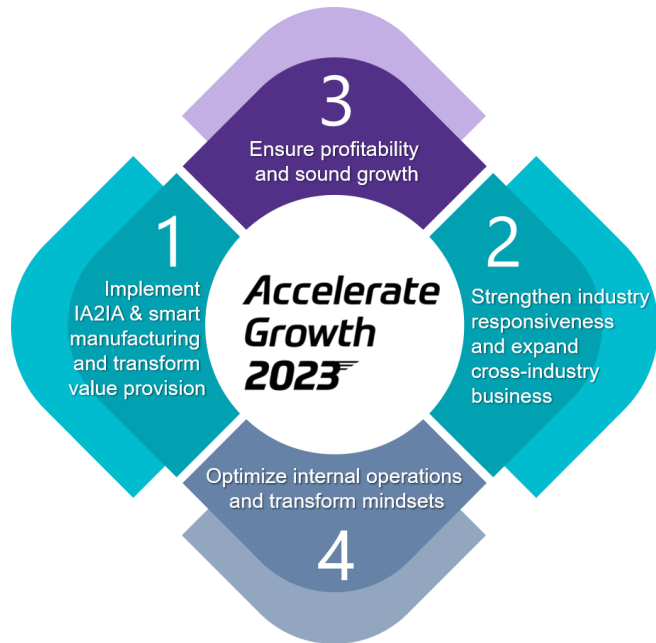 3
Ensure profitability
and sound growth
1
Implement
IA2IA & smart
manufacturing
and transform
value provision
Accelerate
Growth
2023
2
Strengthen industry
responsiveness
and expand
cross-industry
business
Optimize internal operations
and transform mindsets
4